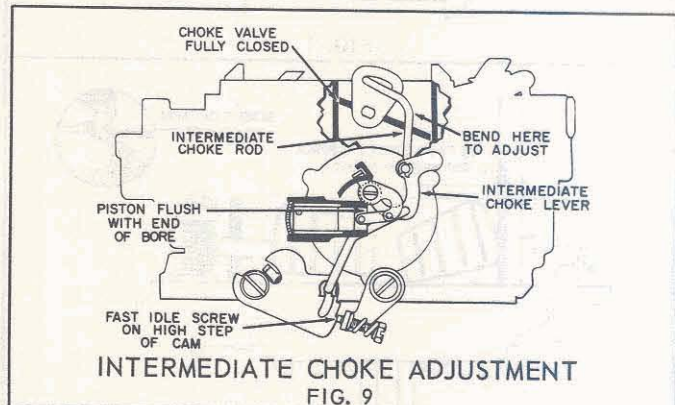 CHOKE VALVE
FULLY CLOSED
INTERMEDIATE
CHOKE ROD
BEND HERE
TO ADJUST
INTERMEDIATE
CHOKE LEVER
PISTON FLUSH
WITH END
OF BORE
FAST IDLE SCREW
ON HIGH STEP
OF CAM
INTERMEDIATE CHOKE ADJUSTMENT
FIG. 9